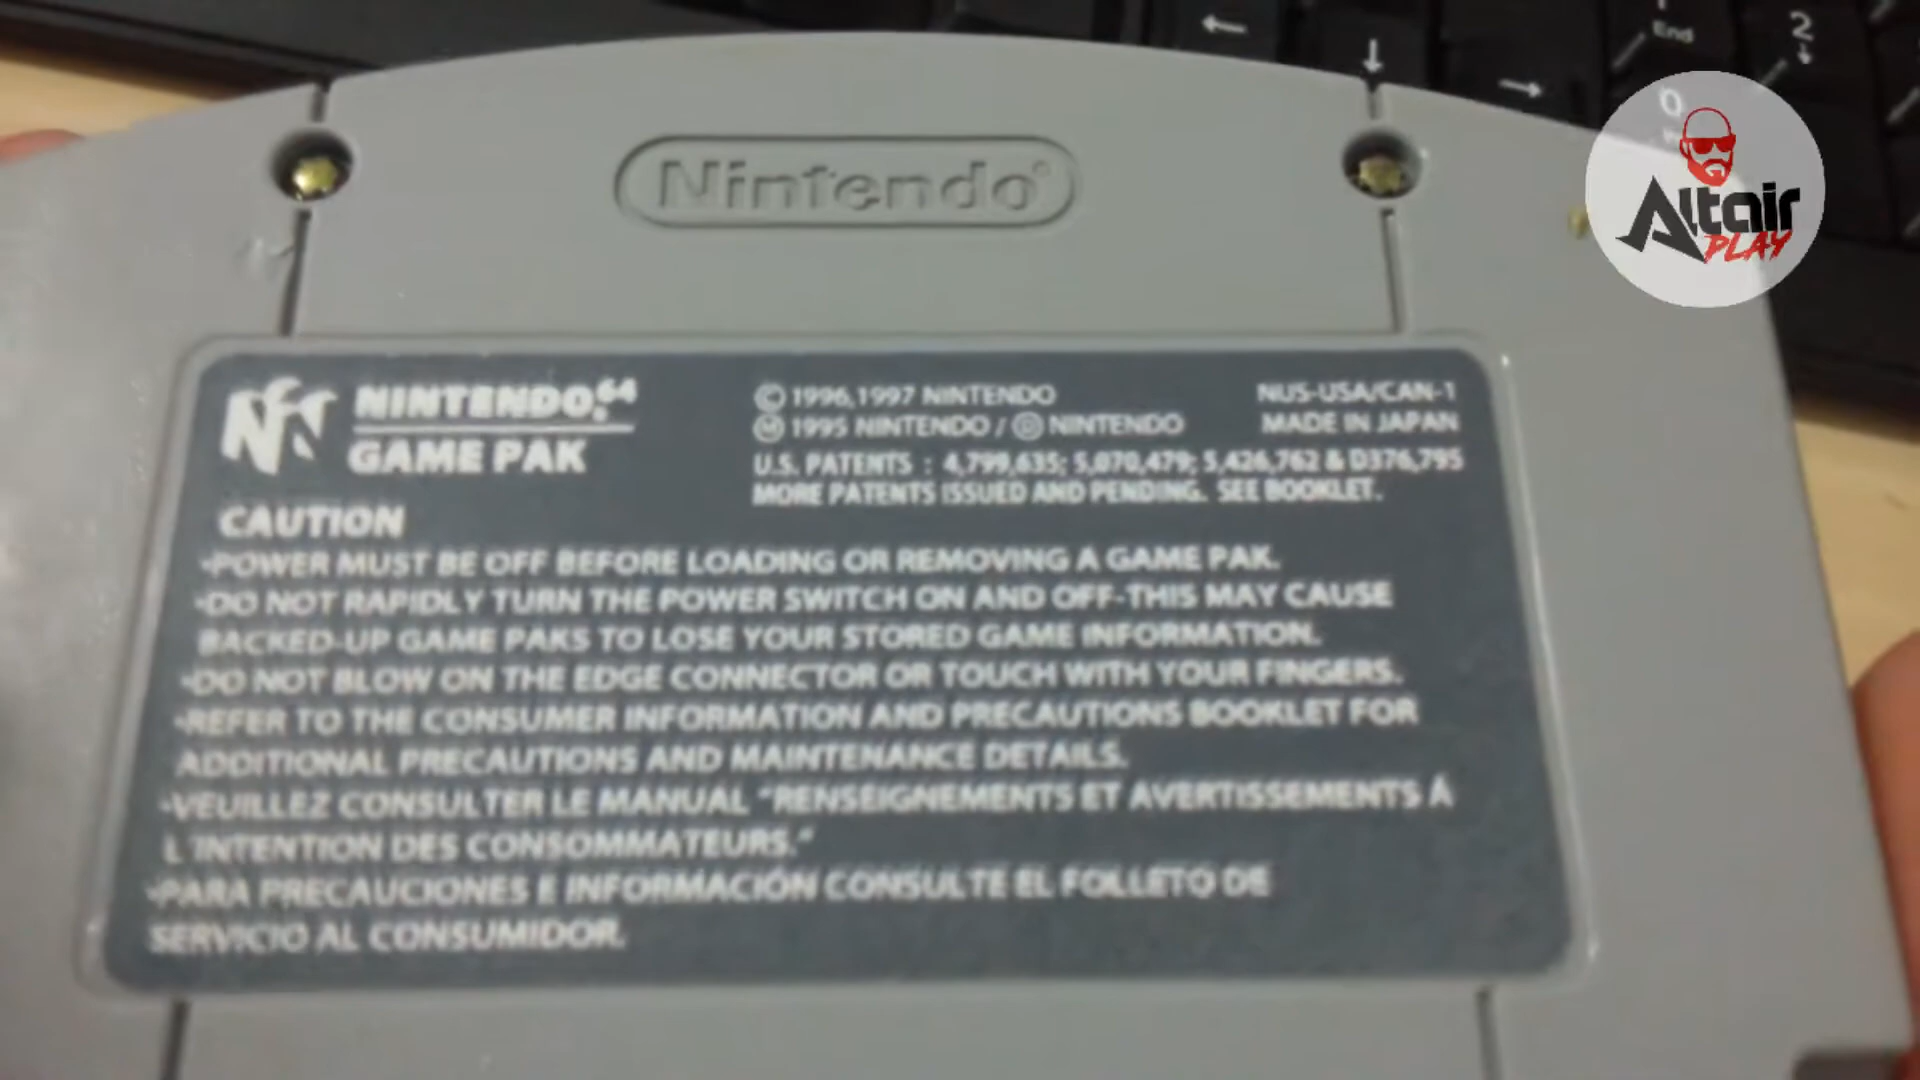 End
2
0
Nintendo
Altair
PLAY
NINTENDO 64
GAME PAK
© 1996,1997 NINTENDO
Ⓜ 1995 NINTENDO / Ⓓ NINTENDO
NUS-USA/CAN-1
MADE IN JAPAN
U.S. PATENTS : 4,799,635; 5,070,479; 5,426,762 & D376,795
MORE PATENTS ISSUED AND PENDING. SEE BOOKLET.
CAUTION
•POWER MUST BE OFF BEFORE LOADING OR REMOVING A GAME PAK.
•DO NOT RAPIDLY TURN THE POWER SWITCH ON AND OFF-THIS MAY CAUSE
BACKED-UP GAME PAKS TO LOSE YOUR STORED GAME INFORMATION.
•DO NOT BLOW ON THE EDGE CONNECTOR OR TOUCH WITH YOUR FINGERS.
•REFER TO THE CONSUMER INFORMATION AND PRECAUTIONS BOOKLET FOR
ADDITIONAL PRECAUTIONS AND MAINTENANCE DETAILS.
•VEUILLEZ CONSULTER LE MANUAL "RENSEIGNEMENTS ET AVERTISSEMENTS Á
L'INTENTION DES CONSOMMATEURS."
•PARA PRECAUCIONES E INFORMACIÓN CONSULTE EL FOLLETO DE
SERVICIO AL CONSUMIDOR.